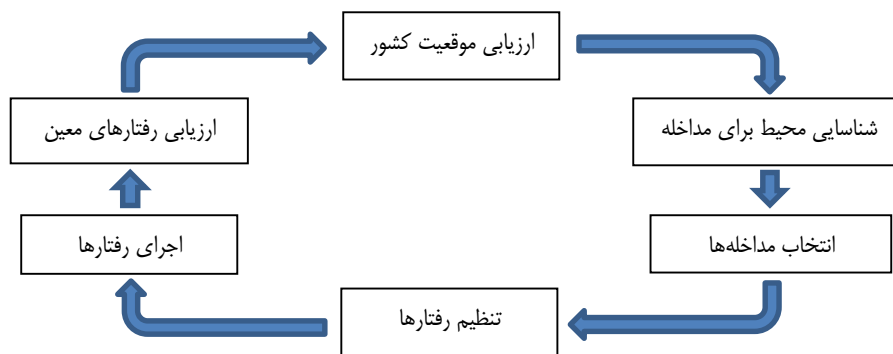 ارزیابی موقعیت کشور
شناسایی محیط برای مداخله
انتخاب مداخله‌ها
تنظیم رفتارها
اجرای رفتارها
ارزیابی رفتارهای معین